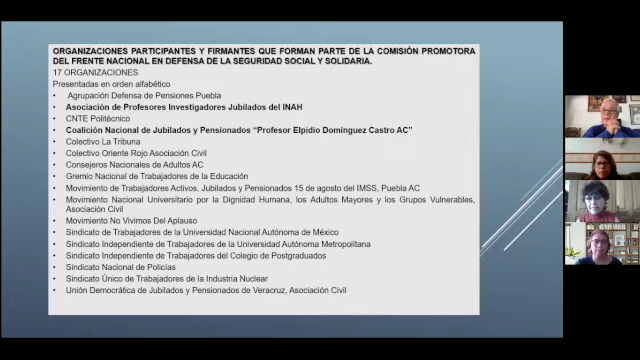 ORGANIZACIONES PARTICIPANTES Y FIRMANTES QUE FORMAN PARTE DE LA COMISIÓN PROMOTORA
DEL FRENTE NACIONAL EN DEFENSA DE LA SEGURIDAD SOCIAL Y SOLIDARIA.
17 ORGANIZACIONES
Presentadas en orden alfabético
• Agrupación Defensa de Pensiones Puebla
• Asociación de Profesores Investigadores Jubilados del INAH
• CNTE Politécnico
• Coalición Nacional de Jubilados y Pensionados “Profesor Elpidio Domínguez Castro AC”
• Colectivo La Tribuna
• Colectivo Oriente Rojo Asociación Civil
• Consejeros Nacionales de Adultos AC
• Gremio Nacional de Trabajadores de la Educación
• Movimiento de Trabajadores Activos, Jubilados y Pensionados 15 de agosto del IMSS, Puebla AC
• Movimiento Nacional Universitario por la Dignidad Humana, los Adultos Mayores y los Grupos Vulnerables,
Asociación Civil
• Movimiento No Vivimos Del Aplauso
• Sindicato de Trabajadores de la Universidad Nacional Autónoma de México
• Sindicato Independiente de Trabajadores de la Universidad Autónoma Metropolitana
• Sindicato Independiente de Trabajadores del Colegio de Postgraduados
• Sindicato Nacional de Policías
• Sindicato Único de Trabajadores de la Industria Nuclear
• Unión Democrática de Jubilados y Pensionados de Veracruz, Asociación Civil